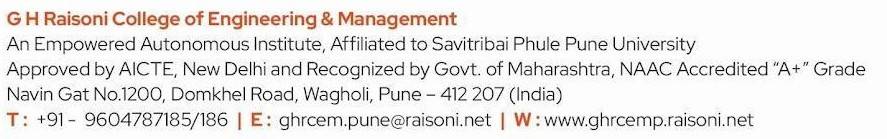 G H Raisoni College of Engineering & Management
An Empowered Autonomous Institute, Affiliated to Savitribai Phule Pune University
Approved by AICTE, New Delhi and Recognized by Govt. of Maharashtra, NAAC Accredited “A+” Grade
Navin Gat No.1200, Domkhel Road, Wagholi, Pune – 412 207 (India)
T : +91 - 9604787185/186 | E : ghrcem.pune@raisoni.net | W : www.ghrcemp.raisoni.net